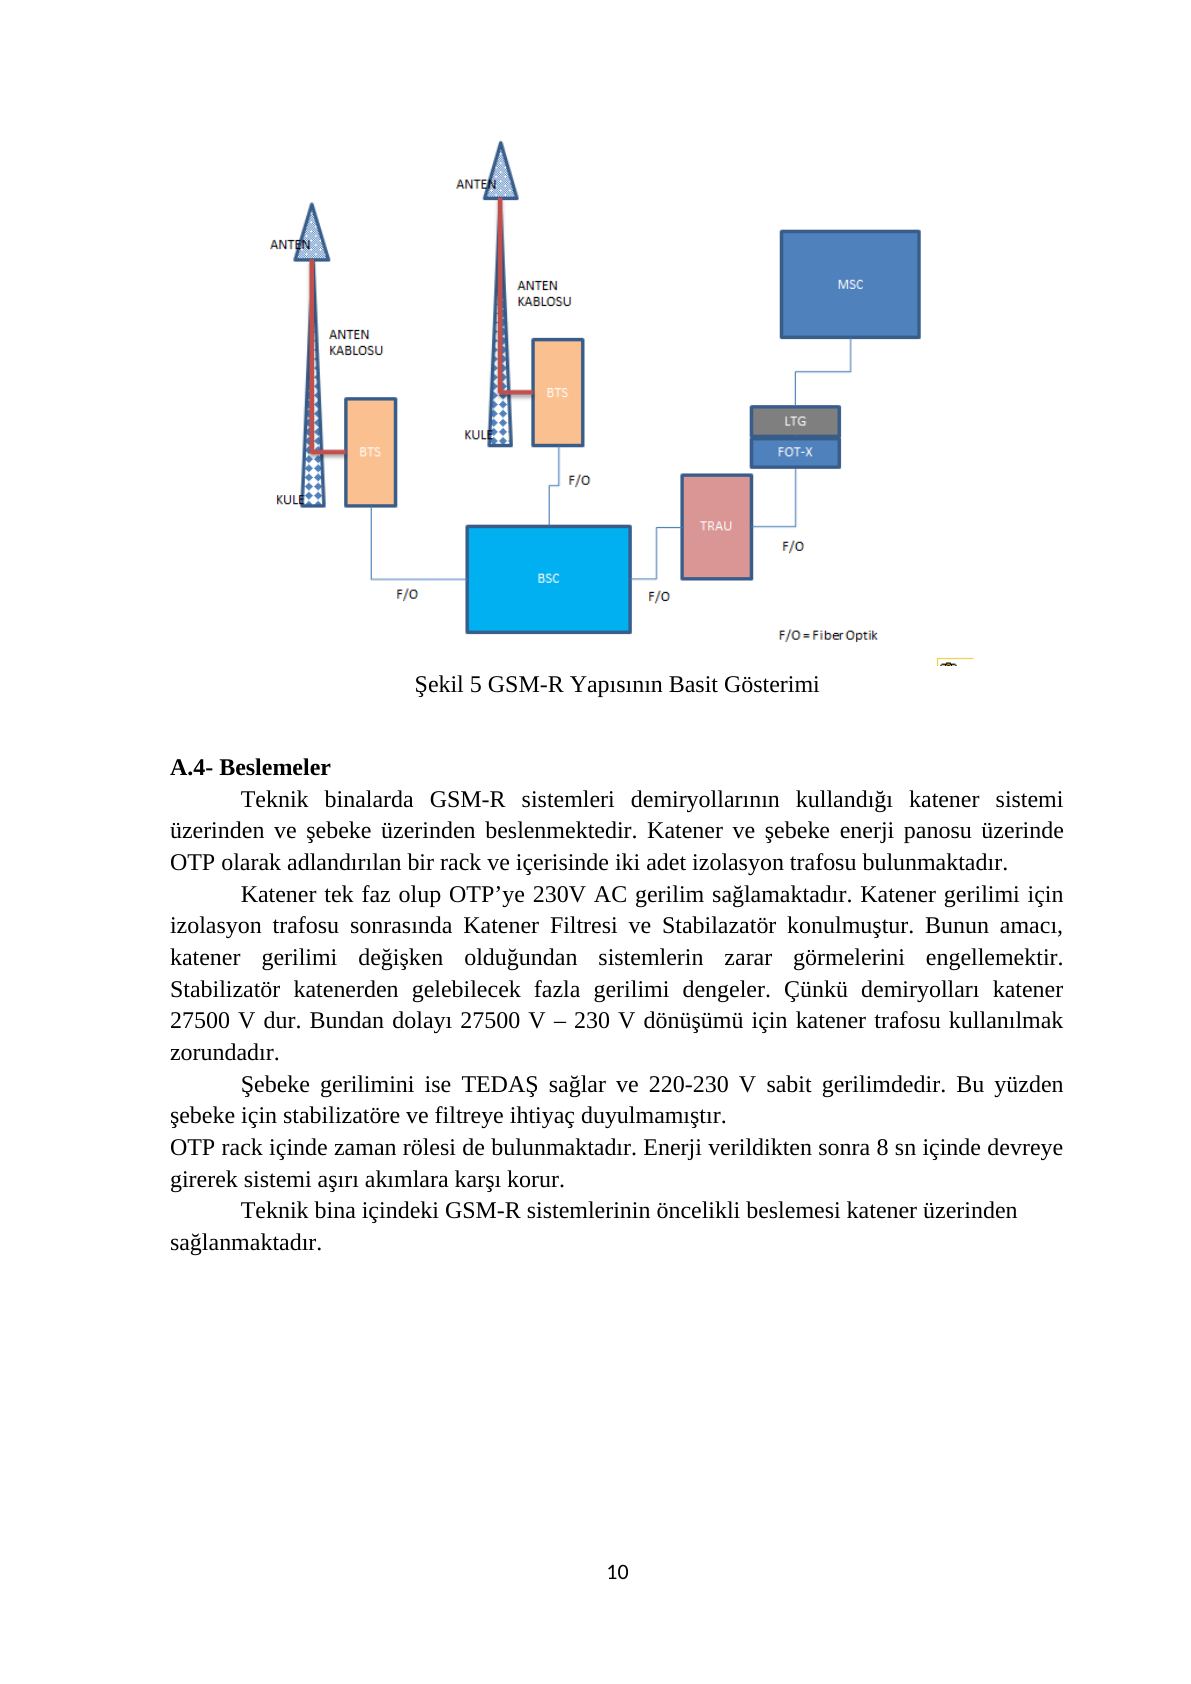 ANTEN
ANTEN
ANTEN
KABLOSU
MSC
ANTEN
KABLOSU
BTS
LTG
KULE
BTS
FOT-X
F/O
KULE
TRAU
F/O
BSC
F/O
F/O
F/O = Fiber Optik
Şekil 5 GSM-R Yapısının Basit Gösterimi
A.4- Beslemeler
Teknik binalarda GSM-R sistemleri demiryollarının kullandığı katener sistemi
üzerinden ve şebeke üzerinden beslenmektedir. Katener ve şebeke enerji panosu üzerinde
OTP olarak adlandırılan bir rack ve içerisinde iki adet izolasyon trafosu bulunmaktadır.
Katener tek faz olup OTP’ye 230V AC gerilim sağlamaktadır. Katener gerilimi için
izolasyon trafosu sonrasında Katener Filtresi ve Stabilazatör konulmuştur. Bunun amacı,
katener gerilimi değişken olduğundan sistemlerin zarar görmelerini engellemektir.
Stabilizatör katenerden gelebilecek fazla gerilimi dengeler. Çünkü demiryolları katener
27500 V dur. Bundan dolayı 27500 V – 230 V dönüşümü için katener trafosu kullanılmak
zorundadır.
Şebeke gerilimini ise TEDAŞ sağlar ve 220-230 V sabit gerilimdedir. Bu yüzden
şebeke için stabilizatöre ve filtreye ihtiyaç duyulmamıştır.
OTP rack içinde zaman rölesi de bulunmaktadır. Enerji verildikten sonra 8 sn içinde devreye
girerek sistemi aşırı akımlara karşı korur.
Teknik bina içindeki GSM-R sistemlerinin öncelikli beslemesi katener üzerinden
sağlanmaktadır.
10